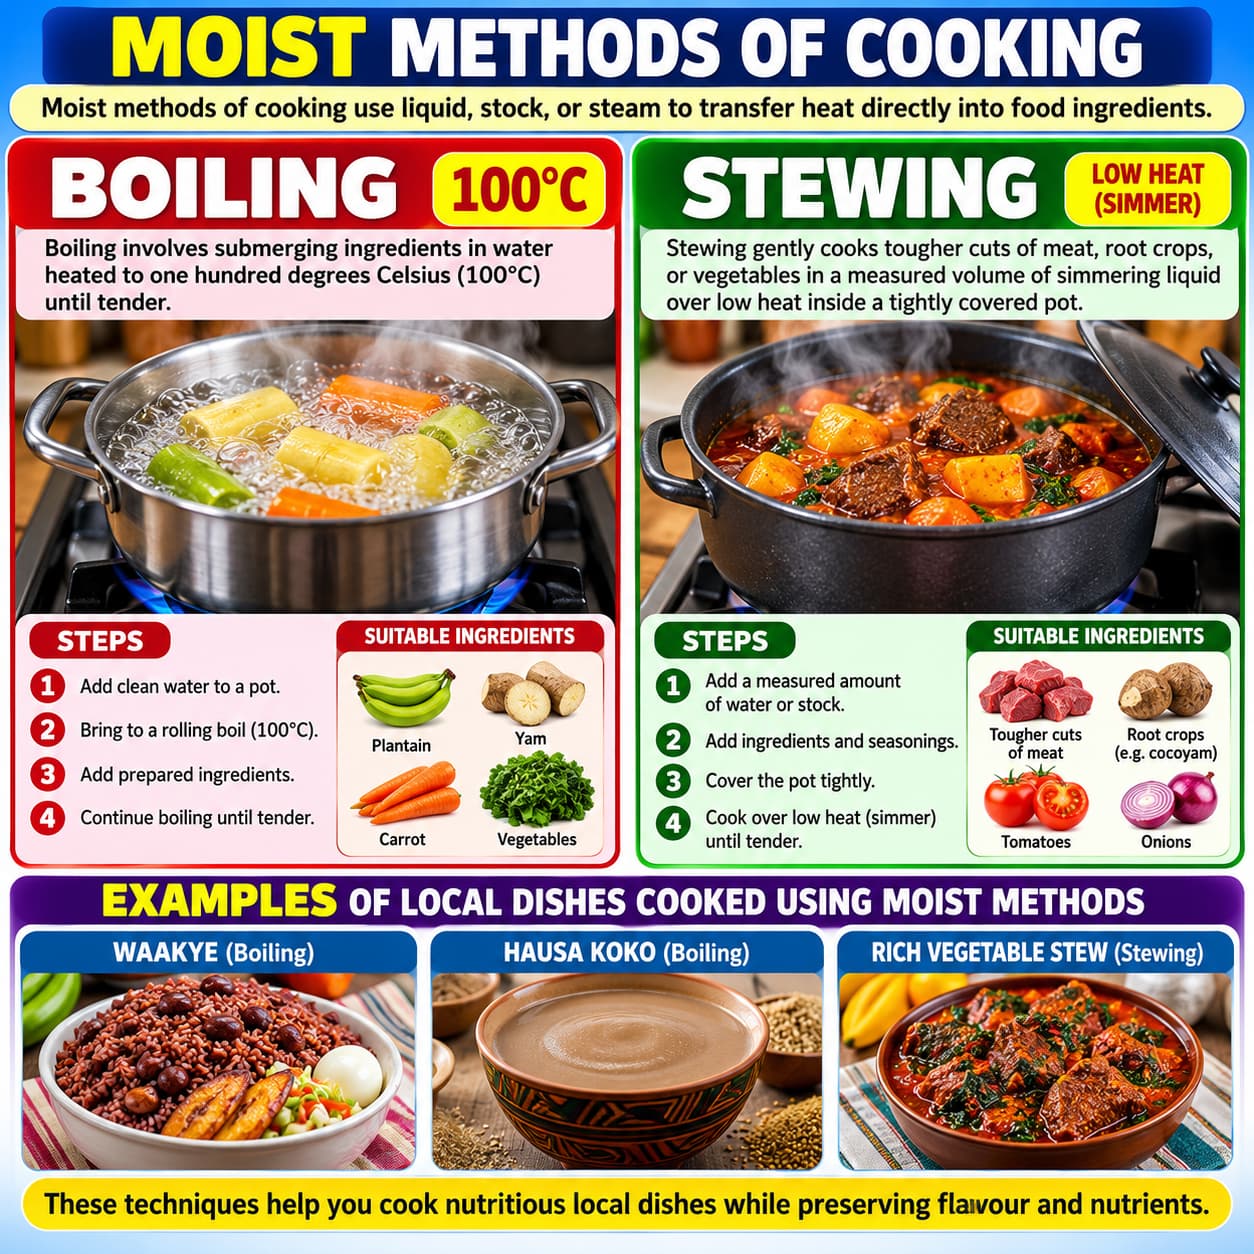 MOIST METHODS OF COOKING
Moist methods of cooking use liquid, stock, or steam to transfer heat directly into food ingredients.
BOILING
100°C
Boiling involves submerging ingredients in water
heated to one hundred degrees Celsius (100°C)
until tender.
STEPS
1 Add clean water to a pot.
2 Bring to a rolling boil (100°C).
3 Add prepared ingredients.
4 Continue boiling until tender.
SUITABLE INGREDIENTS
Plantain
Yam
Carrot
Vegetables
STEWING
LOW HEAT
(SIMMER)
Stewing gently cooks tougher cuts of meat, root crops,
or vegetables in a measured volume of simmering liquid
over low heat inside a tightly covered pot.
STEPS
1 Add a measured amount
of water or stock.
2 Add ingredients and seasonings.
3 Cover the pot tightly.
4 Cook over low heat (simmer)
until tender.
SUITABLE INGREDIENTS
Tougher cuts
of meat
Root crops
(e.g. cocoyam)
Tomatoes
Onions
EXAMPLES OF LOCAL DISHES COOKED USING MOIST METHODS
WAAKYE (Boiling)
HAUSA KOKO (Boiling)
RICH VEGETABLE STEW (Stewing)
These techniques help you cook nutritious local dishes while preserving flavour and nutrients.